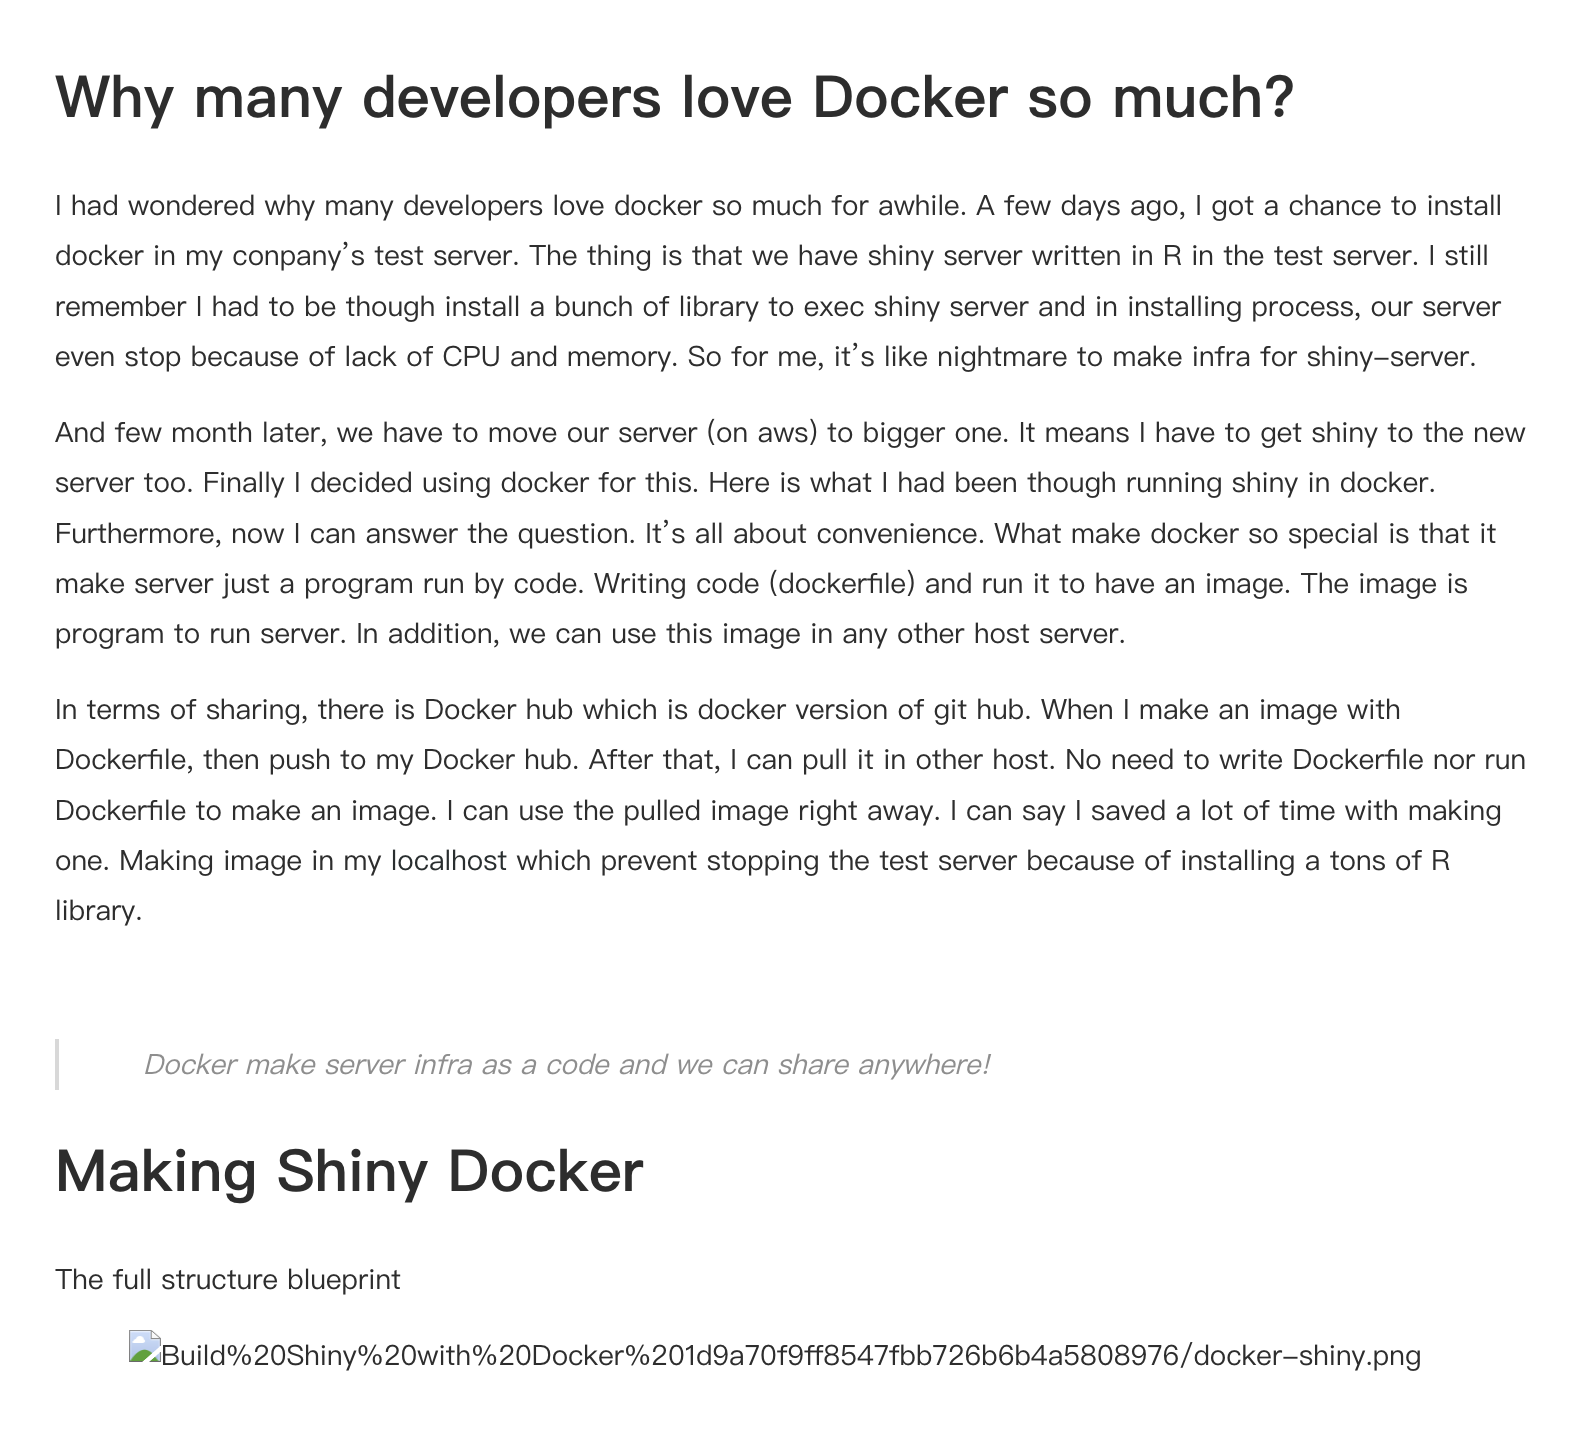 Why many developers love Docker so much?
I had wondered why many developers love docker so much for awhile. A few days ago, I got a chance to install
docker in my conpany’s test server. The thing is that we have shiny server written in R in the test server. I still
remember I had to be though install a bunch of library to exec shiny server and in installing process, our server
even stop because of lack of CPU and memory. So for me, it’s like nightmare to make infra for shiny-server.
And few month later, we have to move our server (on aws) to bigger one. It means I have to get shiny to the new
server too. Finally I decided using docker for this. Here is what I had been though running shiny in docker.
Furthermore, now I can answer the question. It’s all about convenience. What make docker so special is that it
make server just a program run by code. Writing code (dockerfile) and run it to have an image. The image is
program to run server. In addition, we can use this image in any other host server.
In terms of sharing, there is Docker hub which is docker version of git hub. When I make an image with
Dockerfile, then push to my Docker hub. After that, I can pull it in other host. No need to write Dockerfile nor run
Dockerfile to make an image. I can use the pulled image right away. I can say I saved a lot of time with making
one. Making image in my localhost which prevent stopping the test server because of installing a tons of R
library.
Docker make server infra as a code and we can share anywhere!
Making Shiny Docker
The full structure blueprint
Build%20Shiny%20with%20Docker%201d9a70f9ff8547fbb726b6b4a5808976/docker-shiny.png